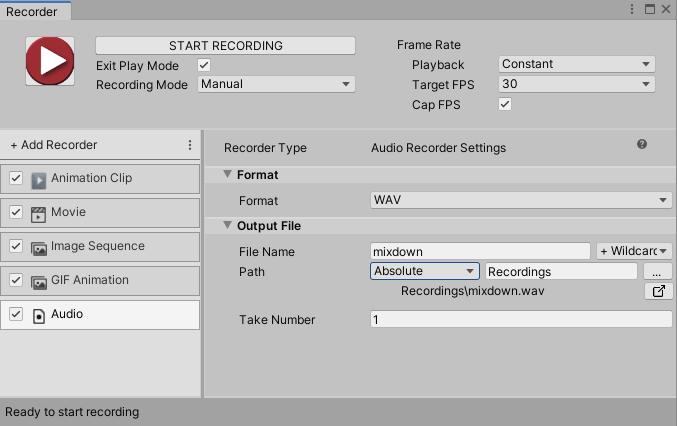 Recorder
START RECORDING
Exit Play Mode
Recording Mode Manual
Frame Rate
Playback Constant
Target FPS 30
Cap FPS
+ Add Recorder
Animation Clip
Movie
Image Sequence
GIF Animation
Audio
Recorder Type Audio Recorder Settings
Format
Format WAV
Output File
File Name mixdown + Wildcarc
Path Absolute Recordings ...
Recordings\mixdown.wav
Take Number 1
Ready to start recording